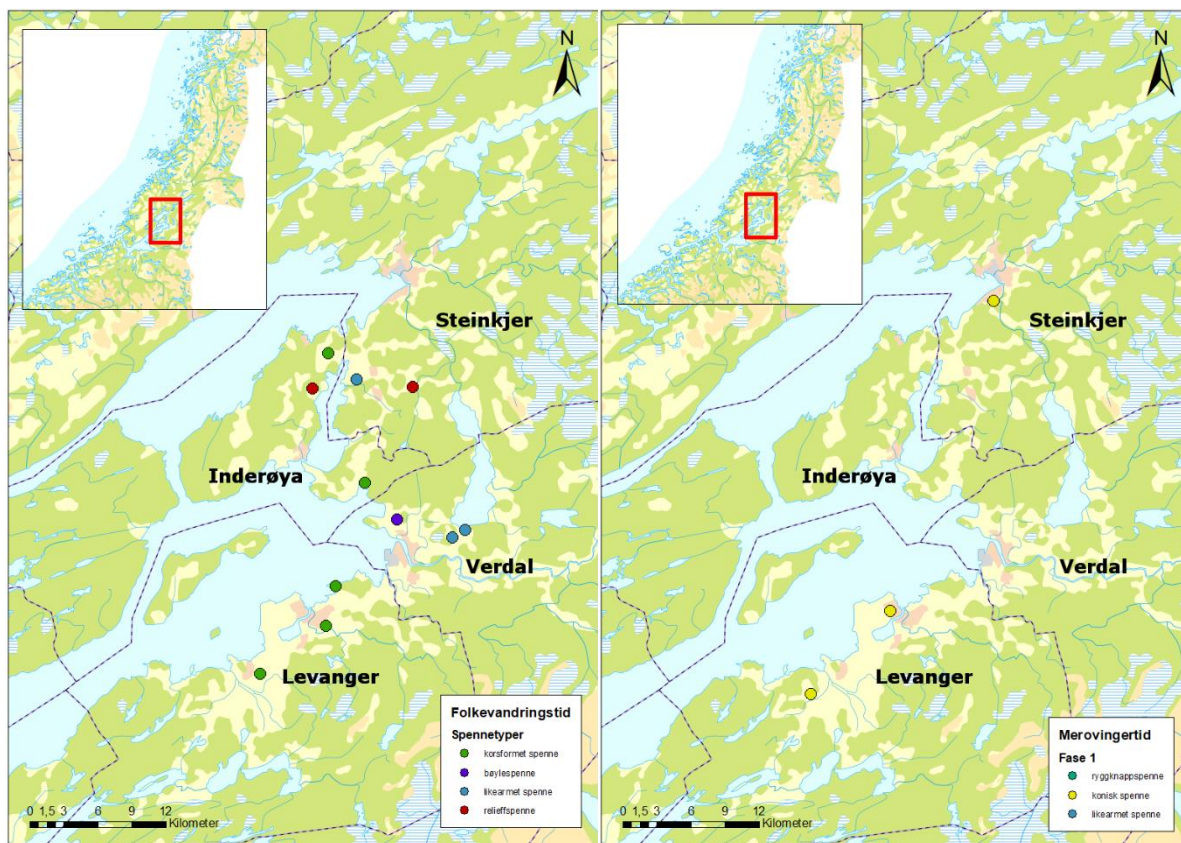 N
Steinkjer
Inderøya
Verdal
Levanger
Folkevandringstid
Spennetyper
korsformet spenne
bøylespenne
likearmet spenne
relieffspenne
0 1,5 3 6 9 12
Kilometer
N
Steinkjer
Inderøya
Verdal
Levanger
Merovingertid
Fase 1
ryggknappspenne
konisk spenne
likearmet spenne
0 1,5 3 6 9 12
Kilometer